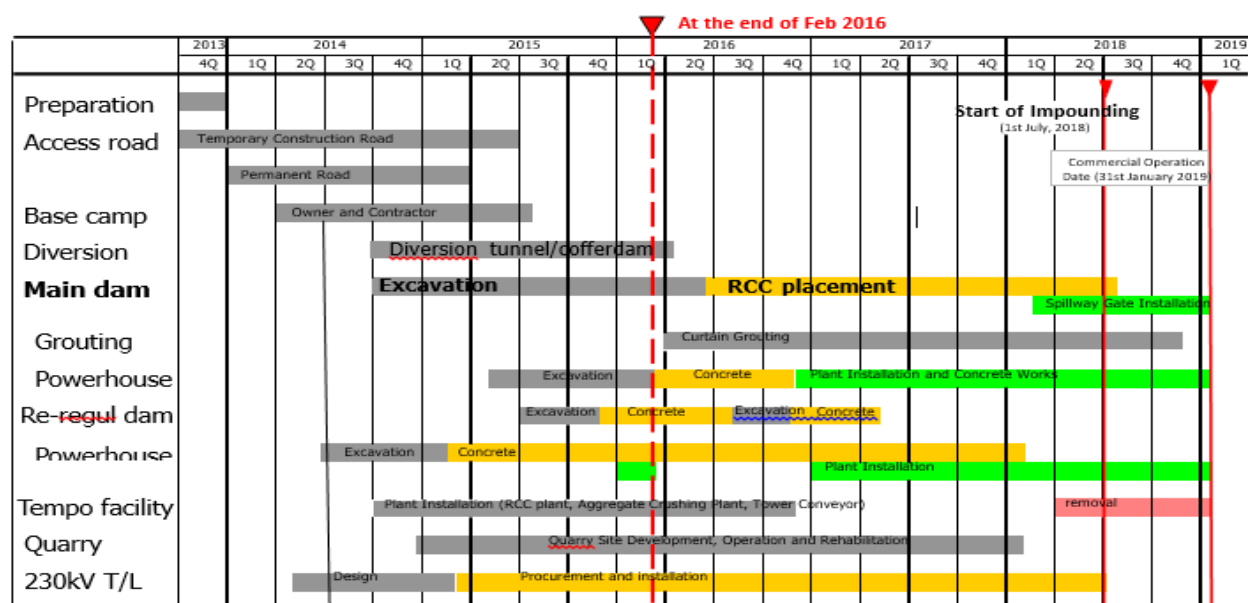 At the end of Feb 2016
2013 2014 2015 2016 2017 2018 2019
4Q 1Q 2Q 3Q 4Q 1Q 2Q 3Q 4Q 1Q 2Q 3Q 4Q 1Q 2Q 3Q 4Q 1Q 2Q 3Q 4Q 1Q
Preparation
Start of Impounding
(1st July, 2018)
Access road Temporary Construction Road
Commercial Operation
Date (31st January 2019)
Permanent Road
Base camp Owner and Contractor
Diversion Diversion tunnel/cofferdam
Main dam Excavation RCC placement
Spillway Gate Installation
Grouting Curtain Grouting
Powerhouse Excavation Concrete Plant Installation and Concrete Works
Re-regul dam Excavation Concrete Excavation Concrete
Powerhouse Excavation Concrete
Plant Installation
Tempo facility Plant Installation (RCC plant, Aggregate Crushing Plant, Tower Conveyor) removal
Quarry Quarry Site Development, Operation and Rehabilitation
230kV T/L Design Procurement and installation